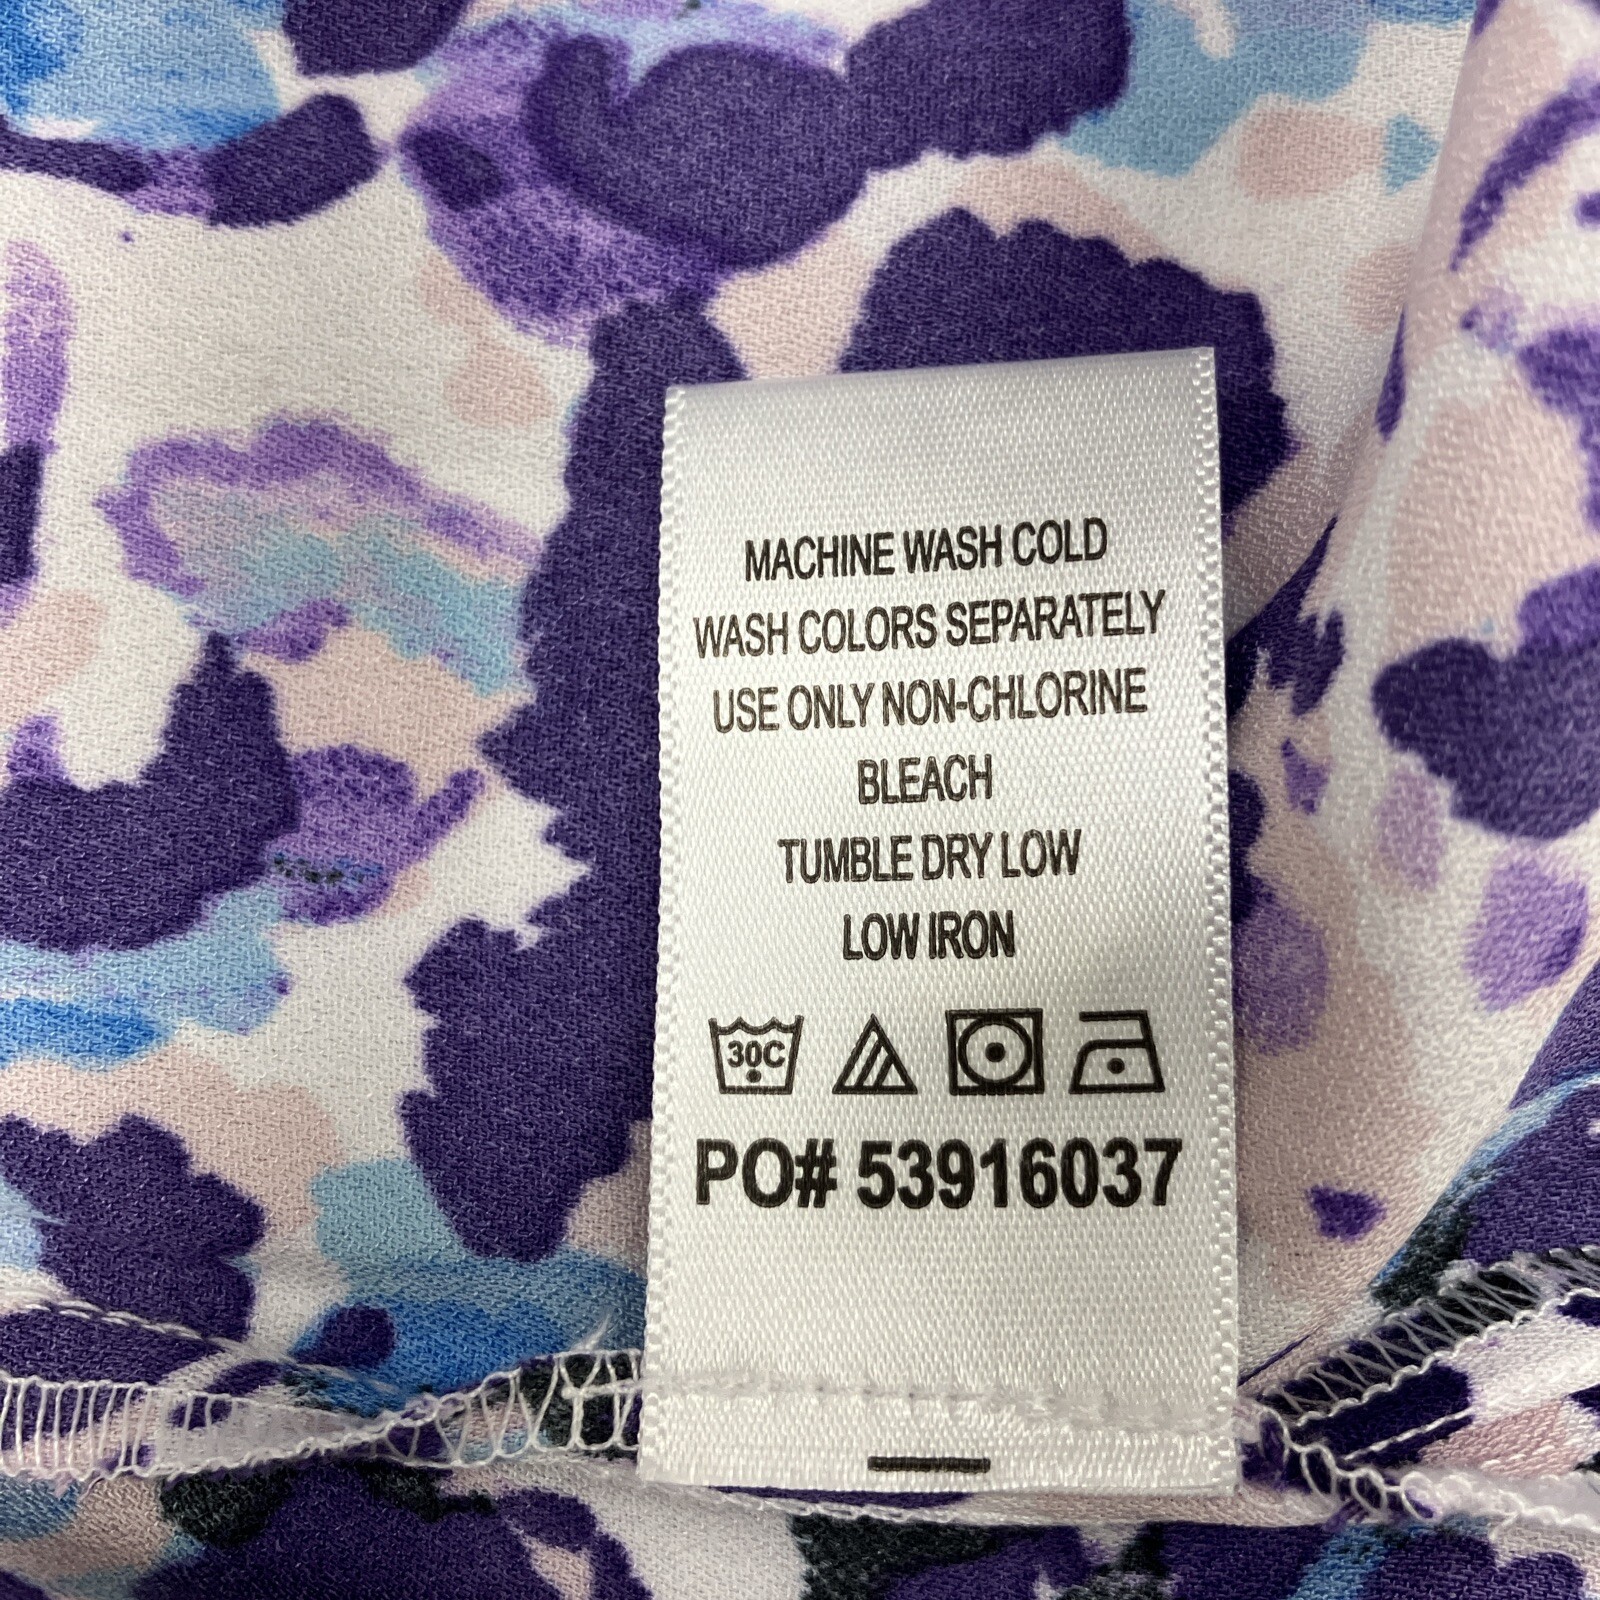 MACHINE WASH COLD
WASH COLORS SEPARATELY
USE ONLY NON-CHLORINE
BLEACH
TUMBLE DRY LOW
LOW IRON
30C
PO# 53916037